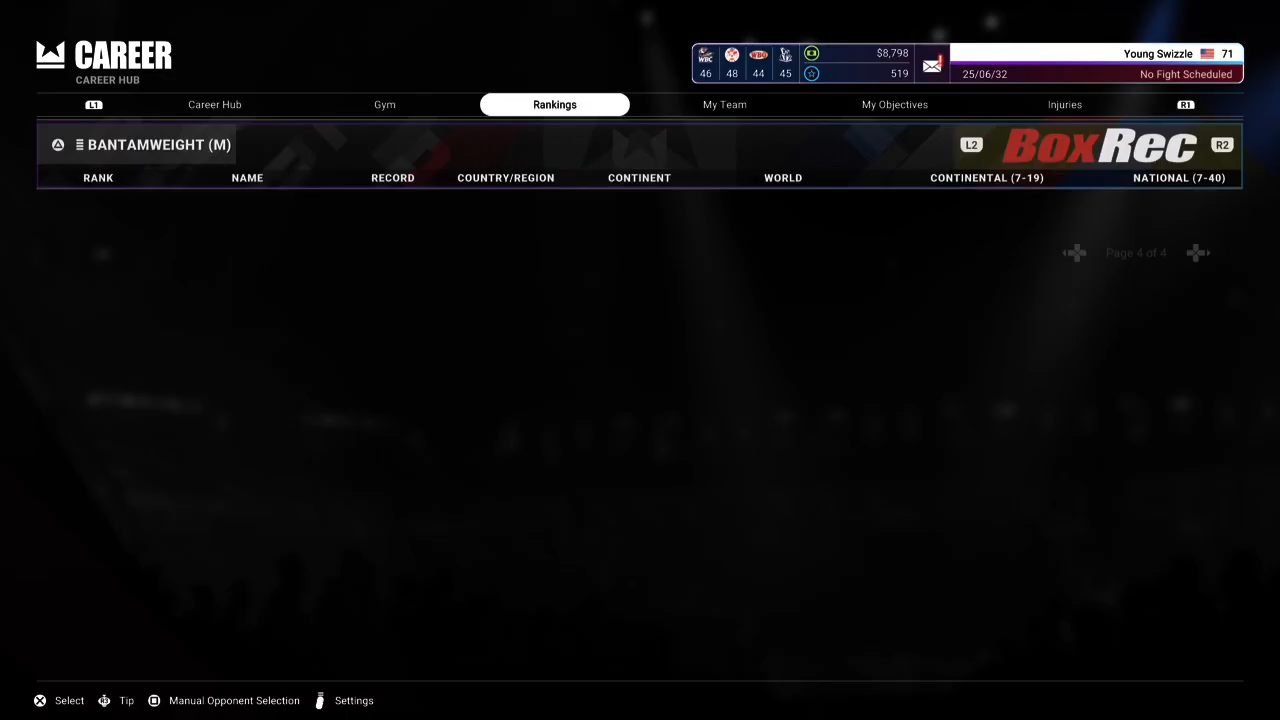 CAREER
CAREER HUB
WBC WBO
46 48 44 45
$8,798
519
Young Swizzle 71
25/06/32 No Fight Scheduled
L1 Career Hub Gym Rankings My Team My Objectives Injuries R1
BANTAMWEIGHT (M)
L2 BoxRec R2
RANK NAME RECORD COUNTRY/REGION CONTINENT WORLD CONTINENTAL (7-19) NATIONAL (7-40)
Page 4 of 4
Select R3 Tip Manual Opponent Selection Settings